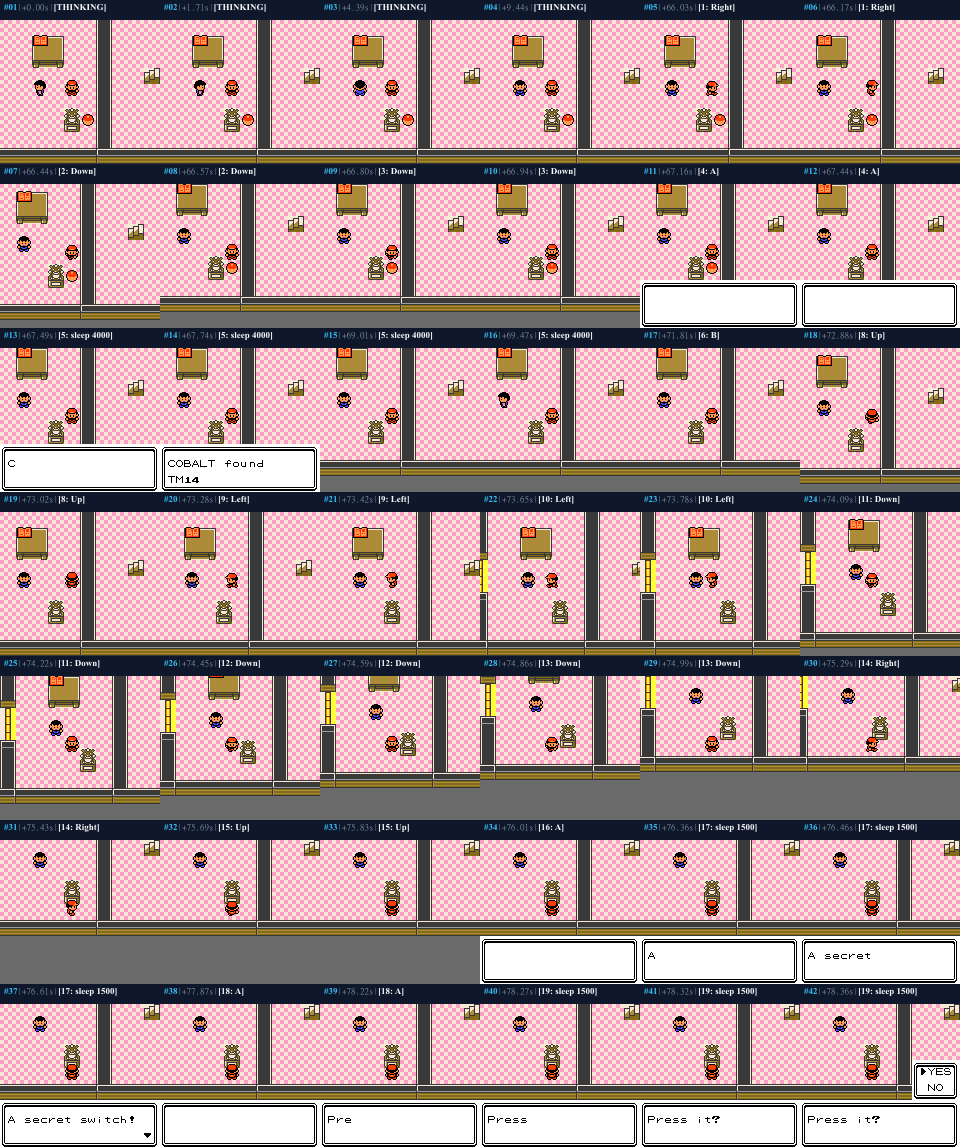 #01|+0.00s| [THINKING]
#02|+1.71s| [THINKING]
#03|+4.39s| [THINKING]
#04|+9.44s| [THINKING]
#05|+66.03s| [1: Right]
#06|+66.17s| [1: Right]
#07|+66.44s| [2: Down]
#08|+66.57s| [2: Down]
#09|+66.80s| [3: Down]
#10|+66.94s| [3: Down]
#11|+67.16s| [4: A]
#12|+67.44s| [4: A]
#13|+67.49s| [5: sleep 4000]
#14|+67.74s| [5: sleep 4000]
#15|+69.01s| [5: sleep 4000]
#16|+69.47s| [5: sleep 4000]
#17|+71.81s| [6: B]
#18|+72.88s| [8: Up]
C
COBALT found
TM14
#19|+73.02s| [8: Up]
#20|+73.28s| [9: Left]
#21|+73.42s| [9: Left]
#22|+73.65s| [10: Left]
#23|+73.78s| [10: Left]
#24|+74.09s| [11: Down]
#25|+74.22s| [11: Down]
#26|+74.45s| [12: Down]
#27|+74.59s| [12: Down]
#28|+74.86s| [13: Down]
#29|+74.99s| [13: Down]
#30|+75.29s| [14: Right]
#31|+75.43s| [14: Right]
#32|+75.69s| [15: Up]
#33|+75.83s| [15: Up]
#34|+76.01s| [16: A]
#35|+76.36s| [17: sleep 1500]
#36|+76.46s| [17: sleep 1500]
A
A secret
#37|+76.61s| [17: sleep 1500]
#38|+77.87s| [18: A]
#39|+78.22s| [18: A]
#40|+78.27s| [19: sleep 1500]
#41|+78.32s| [19: sleep 1500]
#42|+78.36s| [19: sleep 1500]
YES
NO
A secret switch!
Pre
Press
Press it?
Press it?